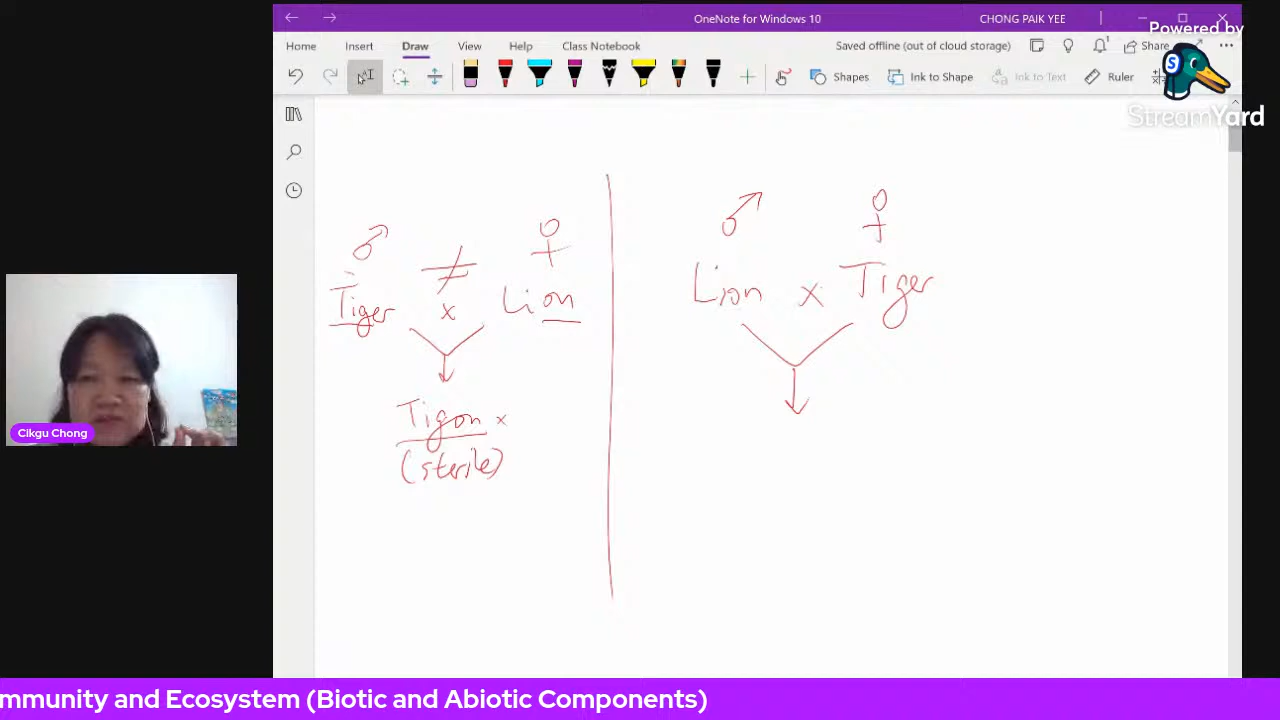 OneNote for Windows 10
CHONG PAIK YEE
Powered by
StreamYard
Home Insert Draw View Help Class Notebook
Saved offline (out of cloud storage)
Share
Shapes
Ink to Shape
Ink to Text
Ruler
♂ ≠ ♀
Tiger x Lion
Tigon x
(sterile)
♂ ♀
Lion x Tiger
Cikgu Chong
mmunity and Ecosystem (Biotic and Abiotic Components)